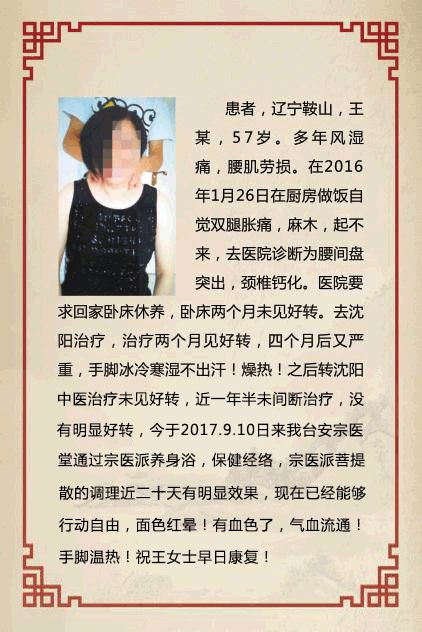 患者，辽宁鞍山，王
某，57岁。多年风湿
痛，腰肌劳损。在2016
年1月26日在厨房做饭自
觉双腿胀痛，麻木，起不
来，去医院诊断为腰间盘
突出，颈椎钙化。医院要
求回家卧床休养，卧床两个月未见好转。去沈
阳治疗，治疗两个月见好转，四个月后又严
重，手脚冰冷寒湿不出汗！燥热！之后转沈阳
中医治疗未见好转，近一年半未间断治疗，没
有明显好转，今于2017.9.10日来我台安宗医
堂通过宗医派养身浴，保健经络，宗医派菩提
散的调理近二十天有明显效果，现在已经能够
行动自由，面色红晕！有血色了，气血流通！
手脚温热！祝王女士早日康复！